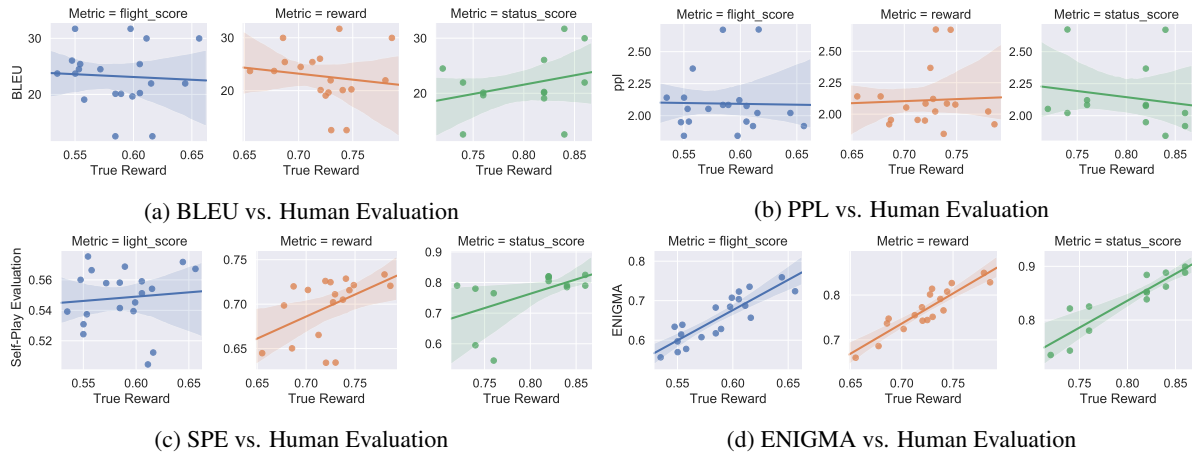 Metric = flight_score
Metric = reward
Metric = status_score
BLEU
30
20
30
20
30
20
0.55 0.60 0.65
0.65 0.70 0.75
0.75 0.80 0.85
True Reward
True Reward
True Reward
(a) BLEU vs. Human Evaluation
Metric = flight_score
Metric = reward
Metric = status_score
ppl
2.50
2.25
2.00
2.50
2.25
2.00
2.50
2.25
2.00
0.55 0.60 0.65
0.65 0.70 0.75
0.75 0.80 0.85
True Reward
True Reward
True Reward
(b) PPL vs. Human Evaluation
Metric = light_score
Metric = reward
Metric = status_score
Self-Play Evaluation
0.56
0.54
0.52
0.75
0.70
0.65
0.9
0.8
0.7
0.6
0.55 0.60 0.65
0.65 0.70 0.75
0.75 0.80 0.85
True Reward
True Reward
True Reward
(c) SPE vs. Human Evaluation
Metric = flight_score
Metric = reward
Metric = status_score
ENIGMA
0.8
0.7
0.6
0.8
0.7
0.9
0.8
0.55 0.60 0.65
0.65 0.70 0.75
0.75 0.80 0.85
True Reward
True Reward
True Reward
(d) ENIGMA vs. Human Evaluation